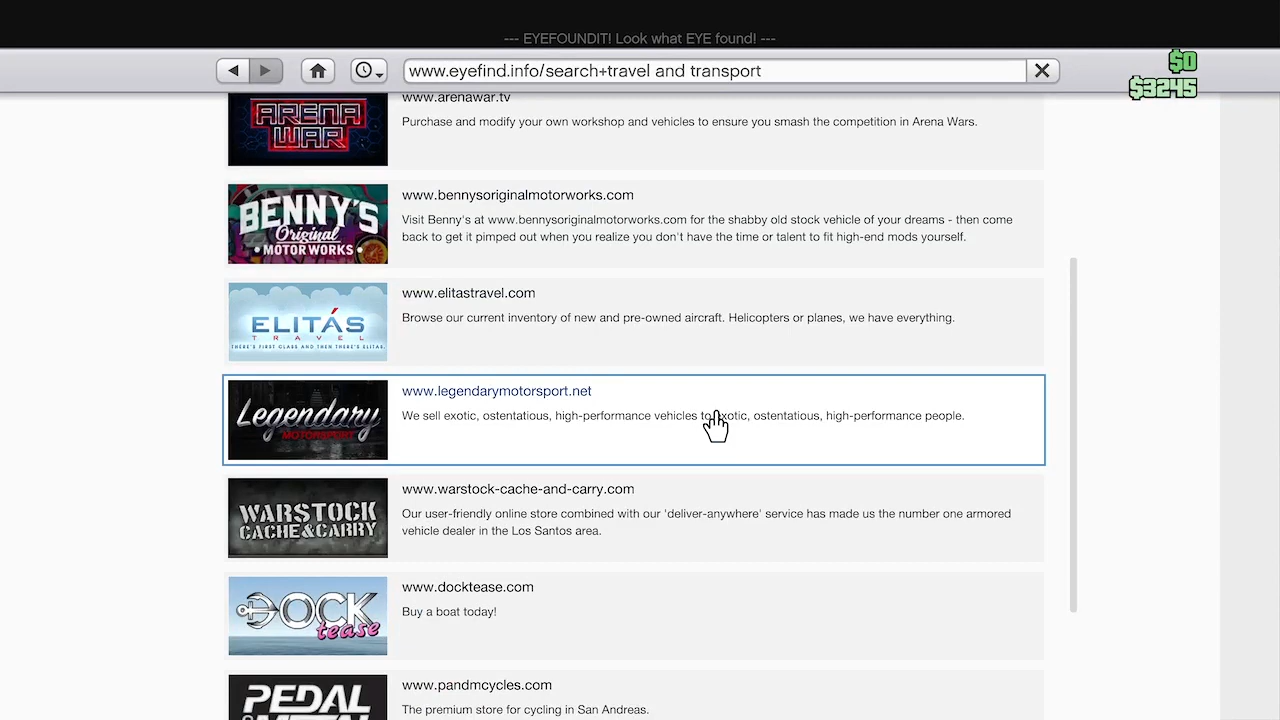 --- EYEFOUNDIT! Look what EYE found! ---
www.eyefind.info/search+travel and transport
$0
$3245
www.arenawar.tv
ARENA
WAR
Purchase and modify your own workshop and vehicles to ensure you smash the competition in Arena Wars.
BENNY'S
Original
MOTOR WORKS
www.bennysoriginalmotorworks.com
Visit Benny's at www.bennysoriginalmotorworks.com for the shabby old stock vehicle of your dreams - then come
back to get it pimped out when you realize you don't have the time or talent to fit high-end mods yourself.
ELITÁS
TRAVEL
THERE'S FIRST CLASS AND THEN THERE'S ELITAS.
www.elitastravel.com
Browse our current inventory of new and pre-owned aircraft. Helicopters or planes, we have everything.
Legendary
MOTORSPORT
www.legendarymotorsport.net
We sell exotic, ostentatious, high-performance vehicles to exotic, ostentatious, high-performance people.
WARSTOCK
CACHE&CARRY
www.warstock-cache-and-carry.com
Our user-friendly online store combined with our 'deliver-anywhere' service has made us the number one armored
vehicle dealer in the Los Santos area.
DOCK
tease
www.docktease.com
Buy a boat today!
PEDAL
www.pandmcycles.com
The premium store for cycling in San Andreas.